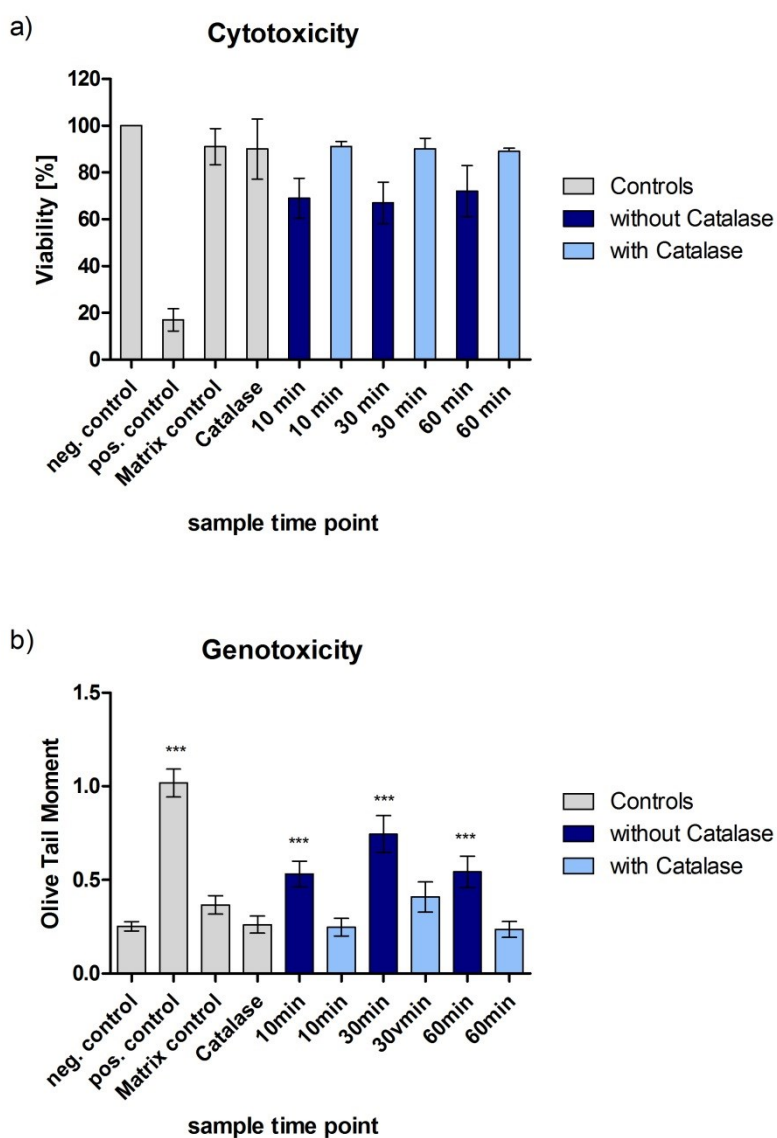 a)
Cytotoxicity
120
100
80
60
40
20
0
Viability [%]
neg. control
pos. control
Matrix control
Catalase
10 min
10 min
30 min
30 min
60 min
60 min
sample time point
Controls
without Catalase
with Catalase
b)
Genotoxicity
1.5
1.0
0.5
0.0
Olive Tail Moment
***
***
***
***
neg. control
pos. control
Matrix control
Catalase
10min
10min
30min
30vmin
60min
60min
sample time point
Controls
without Catalase
with Catalase